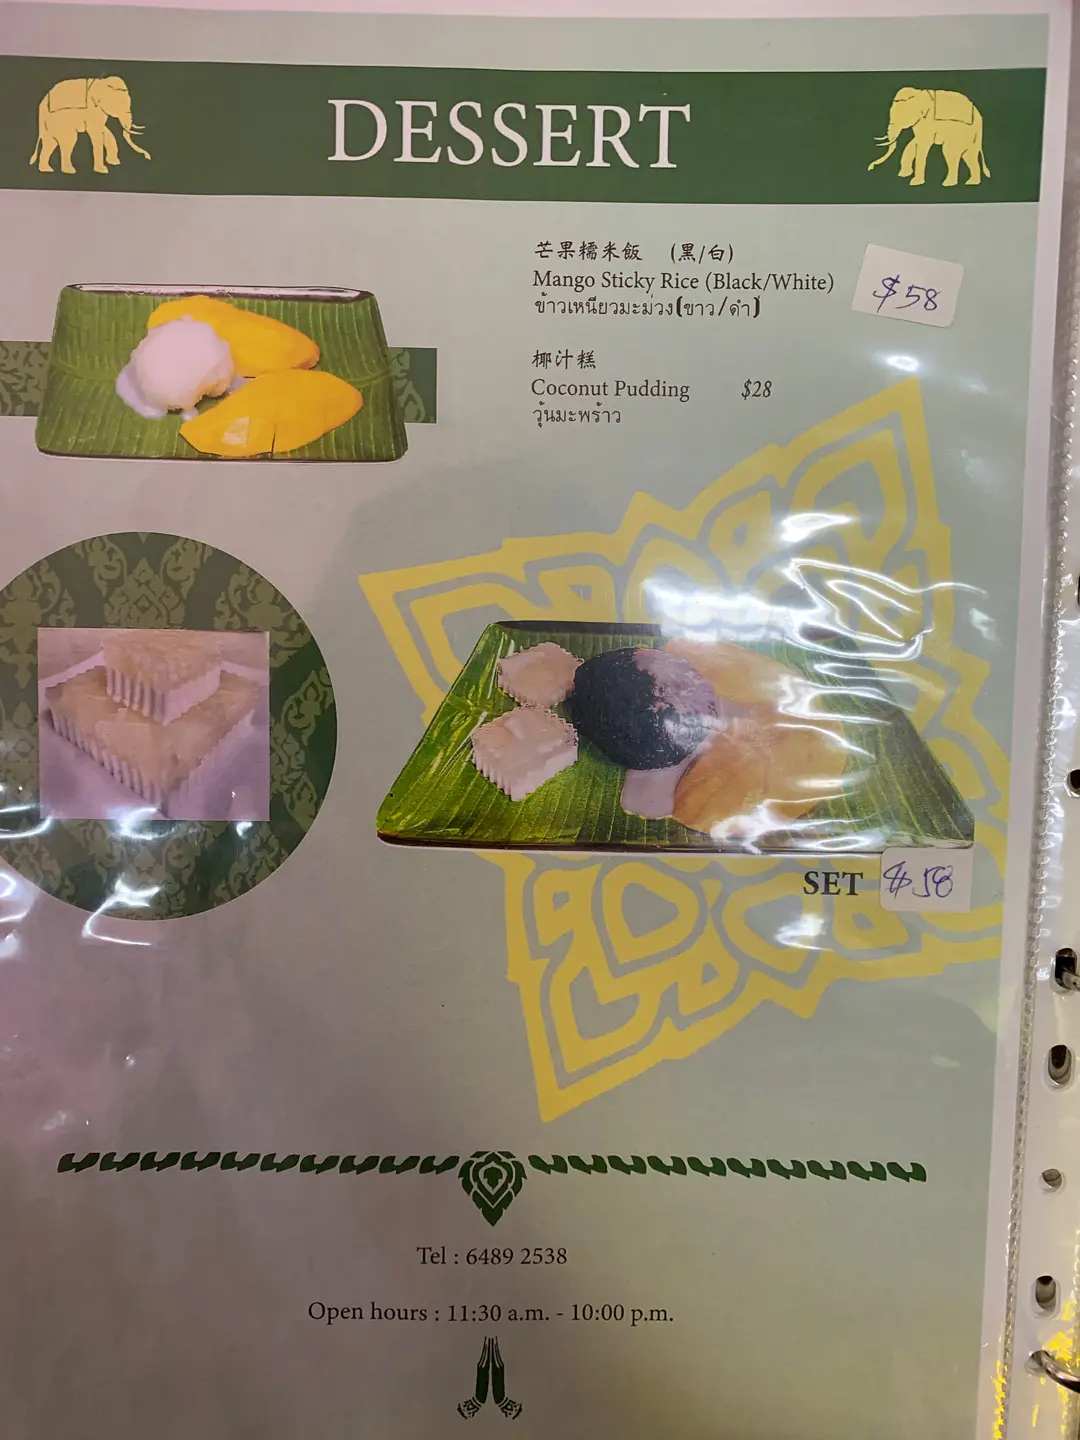 DESSERT
芒果糯米飯 (黑/白)
Mango Sticky Rice (Black/White) $58
ข้าวเหนียวมะม่วง(ขาว/ดำ)
椰汁糕
Coconut Pudding $28
วุ้นมะพร้าว
SET $58
Tel : 6489 2538
Open hours : 11:30 a.m. - 10:00 p.m.